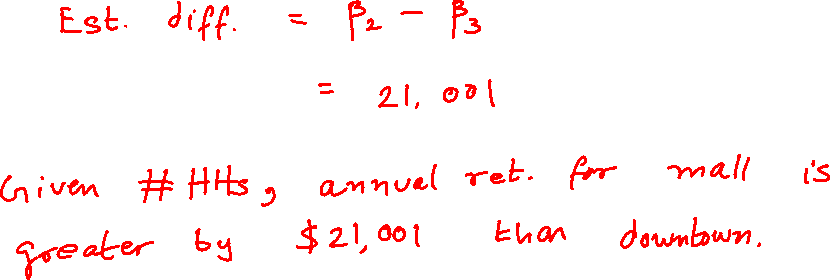 Est. diff. = β₂ - β₃
= 21,001
Given # HHs, annual ret. for mall is
greater by $21,001 than downtown.